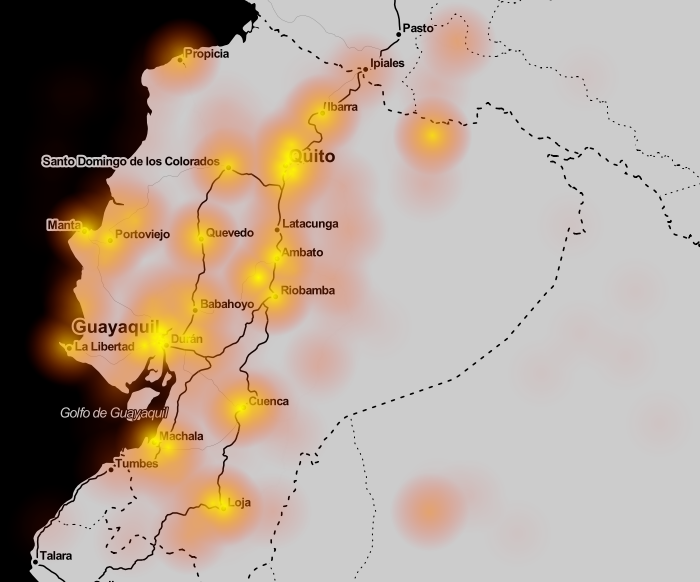 Pasto
Propicia
Ipiales
Ibarra
Quito
Santo Domingo de los Colorados
Manta
Portoviejo
Quevedo
Latacunga
Ambato
Riobamba
Babahoyo
Guayaquil
Durán
La Libertad
Cuenca
Golfo de Guayaquil
Machala
Tumbes
Loja
Talara